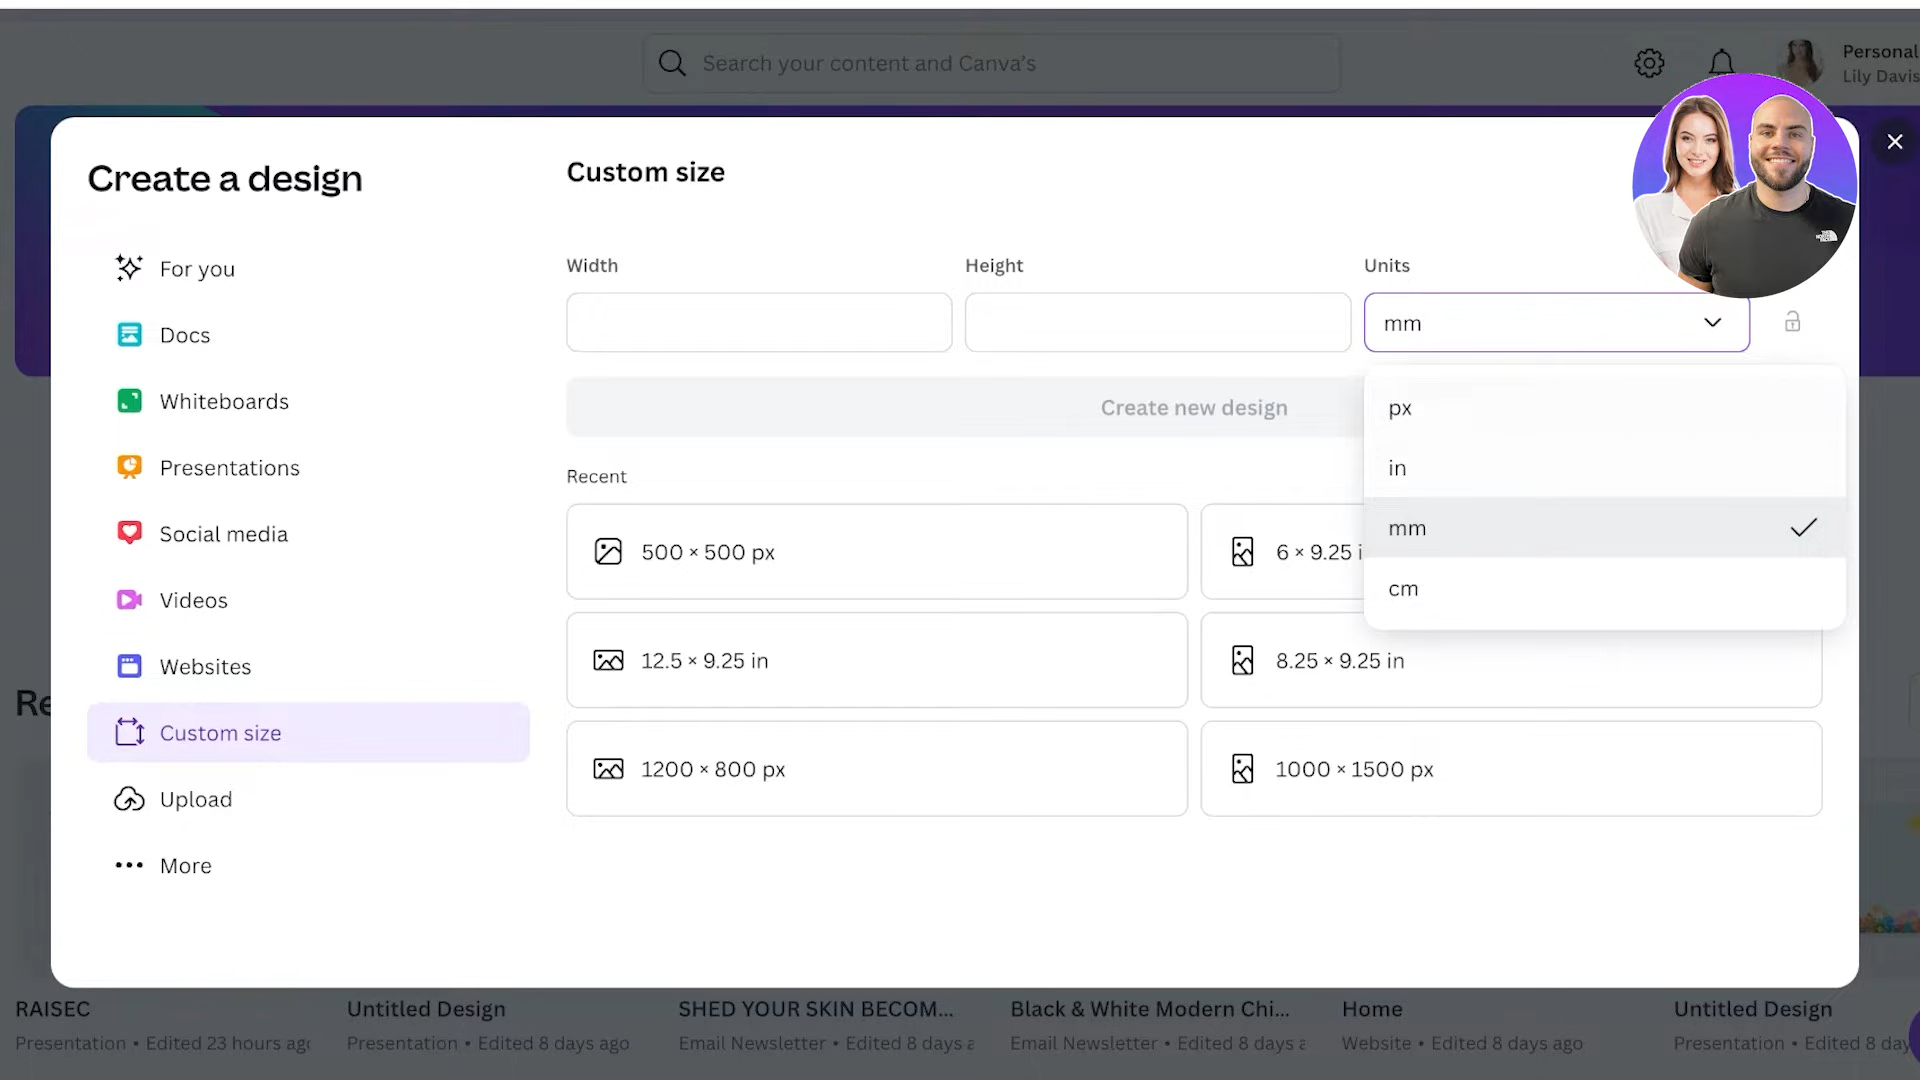 Search your content and Canva's
Personal
Lily Davis
Create a design
For you
Docs
Whiteboards
Presentations
Social media
Videos
Websites
Custom size
Upload
More
Custom size
Width
Height
Units
mm
px
in
mm
cm
Create new design
Recent
500 × 500 px
6 × 9.25 i
12.5 × 9.25 in
8.25 × 9.25 in
1200 × 800 px
1000 × 1500 px
Re
RAISEC
Presentation • Edited 23 hours ago
Untitled Design
Presentation • Edited 8 days ago
SHED YOUR SKIN BECOM...
Email Newsletter • Edited 8 days a
Black & White Modern Chi...
Email Newsletter • Edited 8 days a
Home
Website • Edited 8 days ago
Untitled Design
Presentation • Edited 8 day